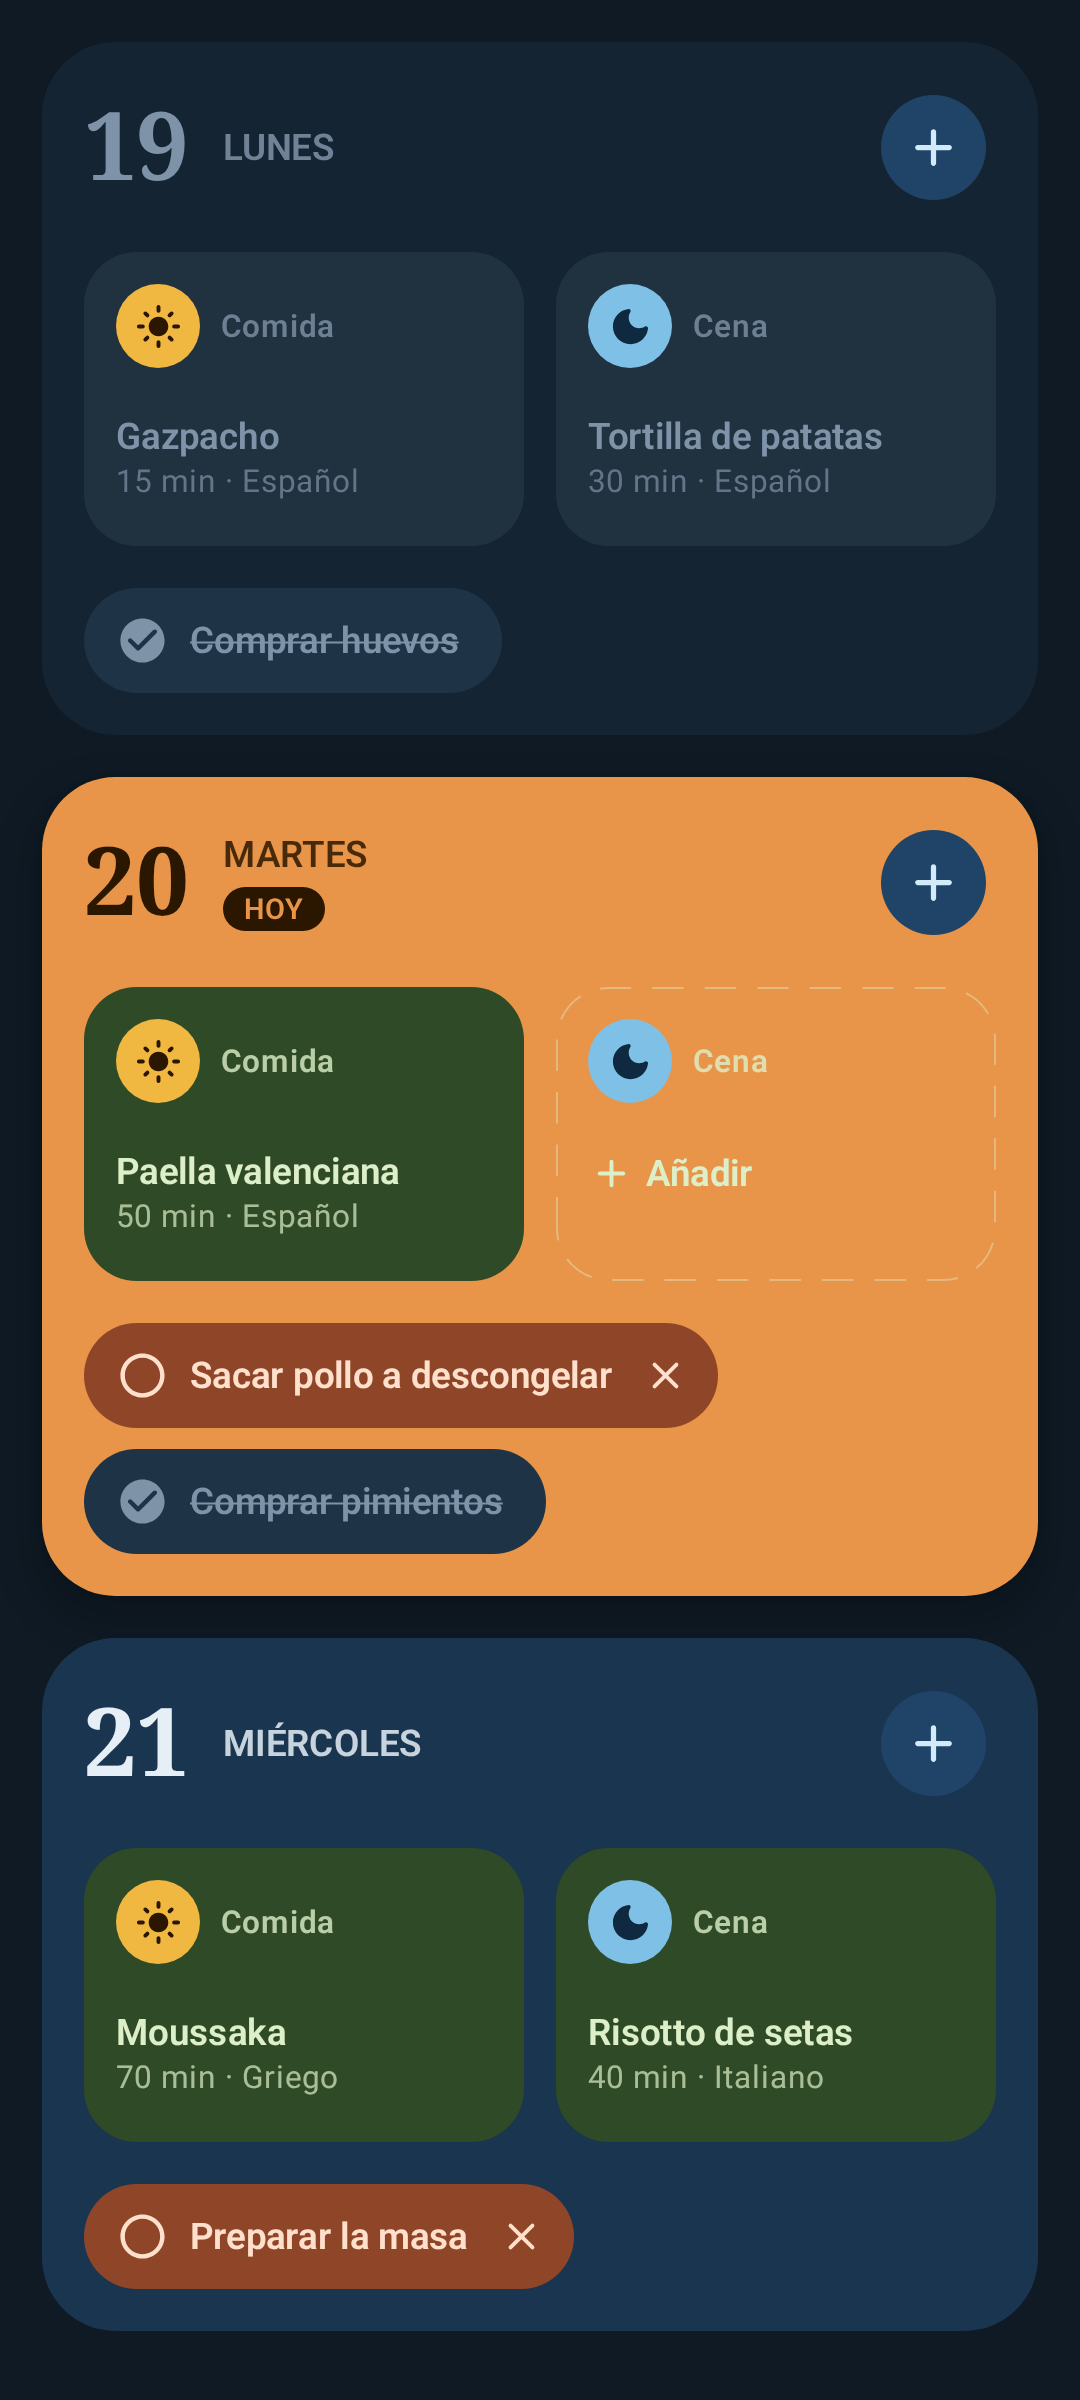 19 LUNES
Comida
Gazpacho
15 min · Español
Cena
Tortilla de patatas
30 min · Español
Comprar huevos
20 MARTES
HOY
Comida
Paella valenciana
50 min · Español
Cena
Añadir
Sacar pollo a descongelar
Comprar pimientos
21 MIÉRCOLES
Comida
Moussaka
70 min · Griego
Cena
Risotto de setas
40 min · Italiano
Preparar la masa